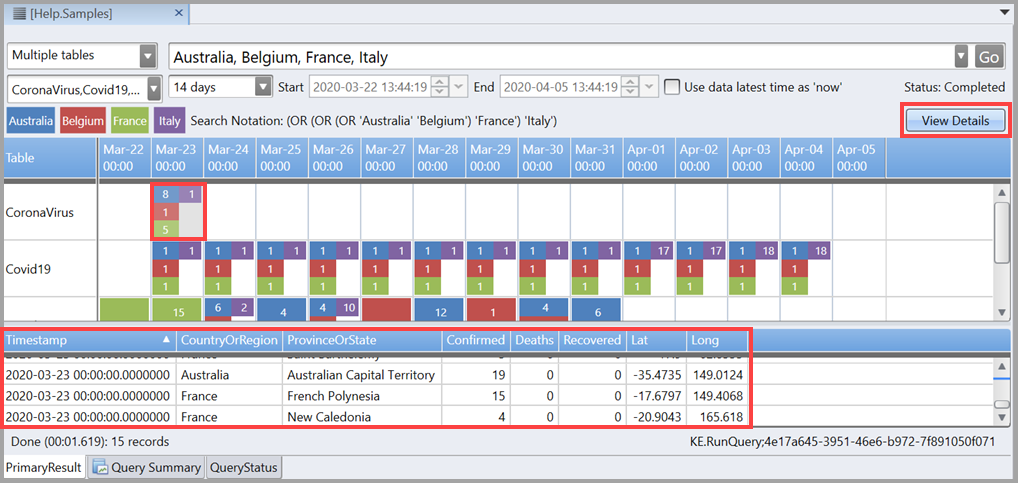 [Help.Samples] ×
Multiple tables Australia, Belgium, France, Italy Go
CoronaVirus,Covid19,... 14 days Start 2020-03-22 13:44:19 End 2020-04-05 13:44:19 Use data latest time as 'now' Status: Completed
Australia Belgium France Italy Search Notation: (OR (OR (OR 'Australia' 'Belgium') 'France') 'Italy') View Details
Table Mar-22 00:00 Mar-23 00:00 Mar-24 00:00 Mar-25 00:00 Mar-26 00:00 Mar-27 00:00 Mar-28 00:00 Mar-29 00:00 Mar-30 00:00 Mar-31 00:00 Apr-01 00:00 Apr-02 00:00 Apr-03 00:00 Apr-04 00:00 Apr-05 00:00
8 1
CoronaVirus 1
5
1 1 1 1 1 1 1 1 1 1 1 1 1 1 1 1 1 1 1 17 1 17 1 18 1 18
Covid19 1 1 1 1 1 1 1 1 1 1 1 1 1
1 1 1 1 1 1 1 1 1 1 1 1 1
15 6 2 4 4 10 12 1 4 6
Timestamp CountryOrRegion ProvinceOrState Confirmed Deaths Recovered Lat Long
2020-03-23 00:00:00.0000000 Australia Australian Capital Territory 19 0 0 -35.4735 149.0124
2020-03-23 00:00:00.0000000 France French Polynesia 15 0 0 -17.6797 149.4068
2020-03-23 00:00:00.0000000 France New Caledonia 4 0 0 -20.9043 165.618
Done (00:01.619): 15 records KE.RunQuery;4e17a645-3951-46e6-b972-7f891050f071
PrimaryResult Query Summary QueryStatus